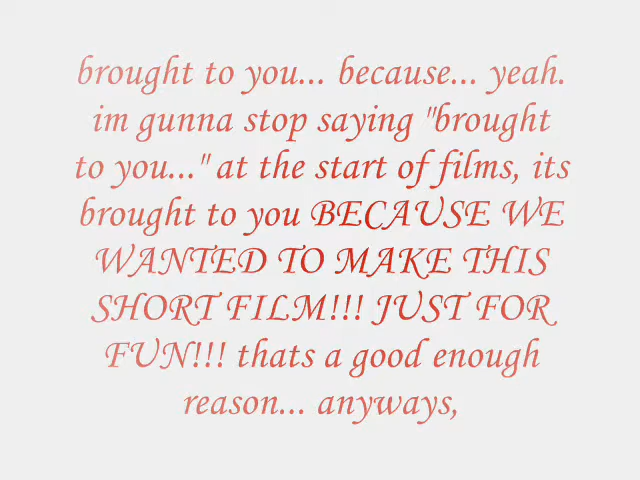 brought to you... because... yeah.
im gunna stop saying "brought
to you..." at the start of films, its
brought to you BECAUSE WE
WANTED TO MAKE THIS
SHORT FILM!!! JUST FOR
FUN!!! thats a good enough
reason... anyways,